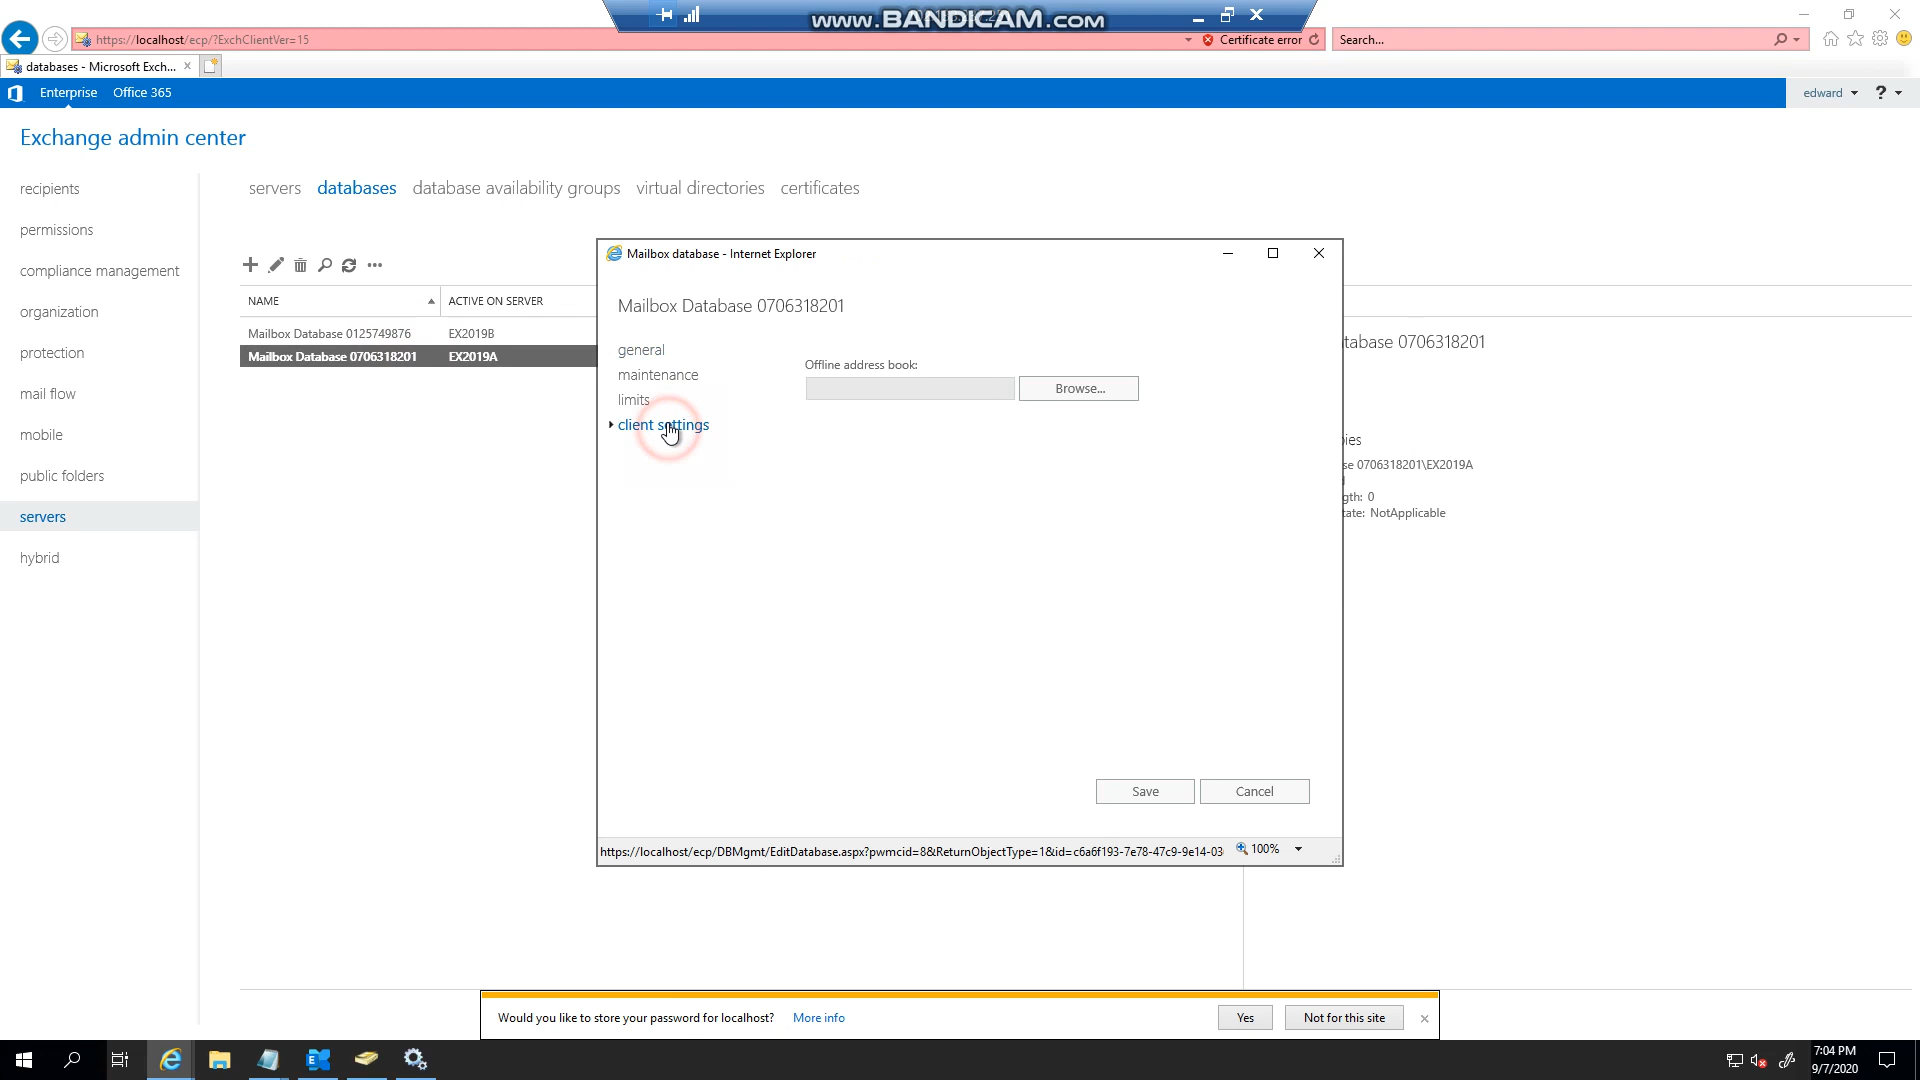 www.BANDICAM.com
https://localhost/ecp/?ExchClientVer=15
Certificate error
Search...
databases - Microsoft Exch...
Enterprise
Office 365
edward
?
Exchange admin center
recipients
permissions
compliance management
organization
protection
mail flow
mobile
public folders
servers
hybrid
servers
databases
database availability groups
virtual directories
certificates
NAME
ACTIVE ON SERVER
Mailbox Database 0125749876
EX2019B
Mailbox Database 0706318201
EX2019A
Mailbox database - Internet Explorer
Mailbox Database 0706318201
general
maintenance
limits
client settings
Offline address book:
Browse...
Save
Cancel
https://localhost/ecp/DBMgmt/EditDatabase.aspx?pwmcid=8&ReturnObjectType=1&id=c6a6f193-7e78-47c9-9e14-03
100%
tabase 0706318201
ies
se 0706318201\EX2019A
gth: 0
tate: NotApplicable
Would you like to store your password for localhost?
More info
Yes
Not for this site
7:04 PM
9/7/2020